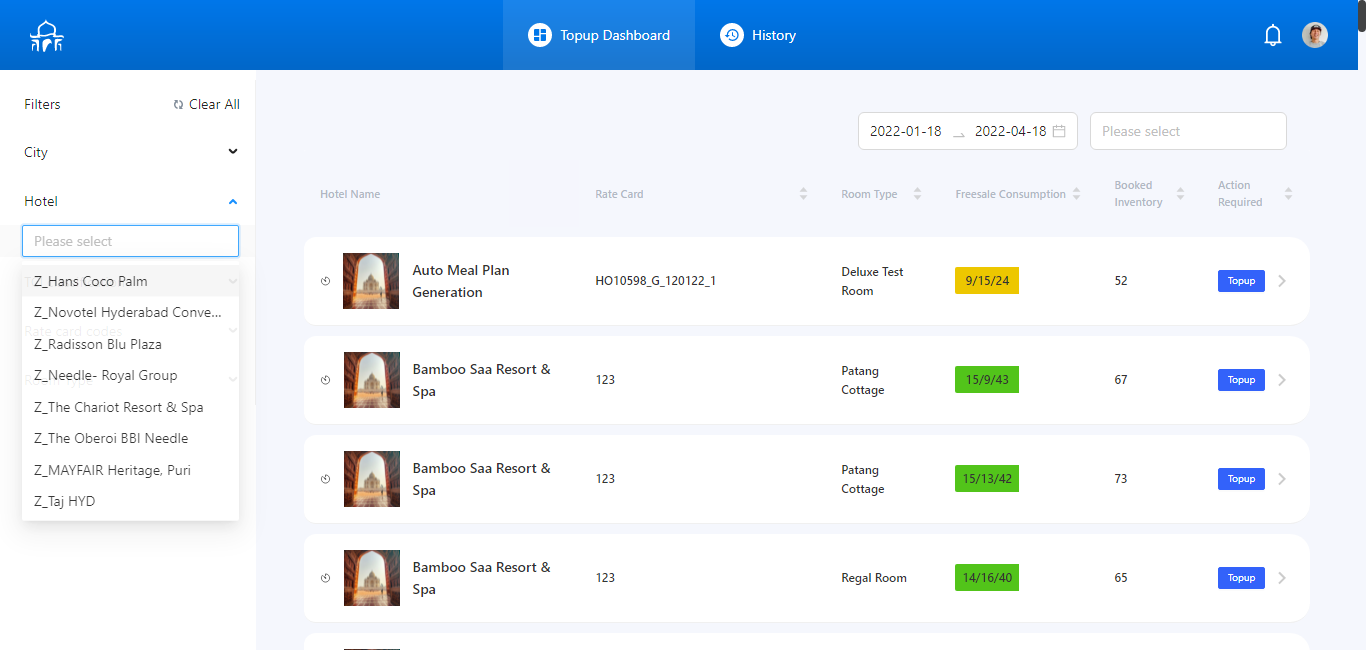 Topup Dashboard
History
Filters
Clear All
City
Hotel
Please select
Z_Hans Coco Palm
Z_Novotel Hyderabad Conve...
Rate card codes
Z_Radisson Blu Plaza
Z_Needle- Royal Group
Z_The Chariot Resort & Spa
Z_The Oberoi BBI Needle
Z_MAYFAIR Heritage, Puri
Z_Taj HYD
2022-01-18
2022-04-18
Please select
Hotel Name
Rate Card
Room Type
Freesale Consumption
Booked
Inventory
Action
Required
Auto Meal Plan
Generation
HO10598_G_120122_1
Deluxe Test
Room
9/15/24
52
Topup
Bamboo Saa Resort &
Spa
123
Patang
Cottage
15/9/43
67
Topup
Bamboo Saa Resort &
Spa
123
Patang
Cottage
15/13/42
73
Topup
Bamboo Saa Resort &
Spa
123
Regal Room
14/16/40
65
Topup